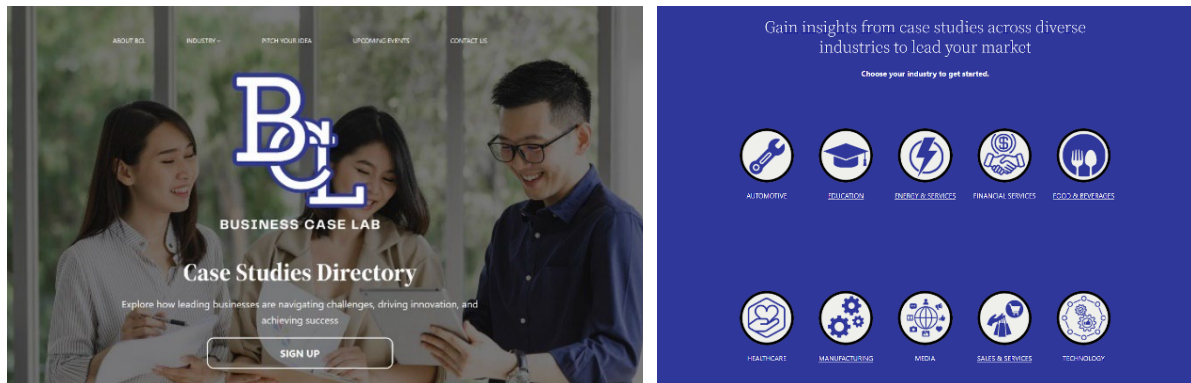 ABOUT BCL INDUSTRY PITCH YOUR IDEA UPCOMING EVENTS CONTACT US
BCL
BUSINESS CASE LAB
Case Studies Directory
Explore how leading businesses are navigating challenges, driving innovation, and
achieving success
SIGN UP
Gain insights from case studies across diverse
industries to lead your market
Choose your industry to get started.
AUTOMOTIVE EDUCATION ENERGY & SERVICES FINANCIAL SERVICES FOOD & BEVERAGES
HEALTHCARE MANUFACTURING MEDIA SALES & SERVICES TECHNOLOGY